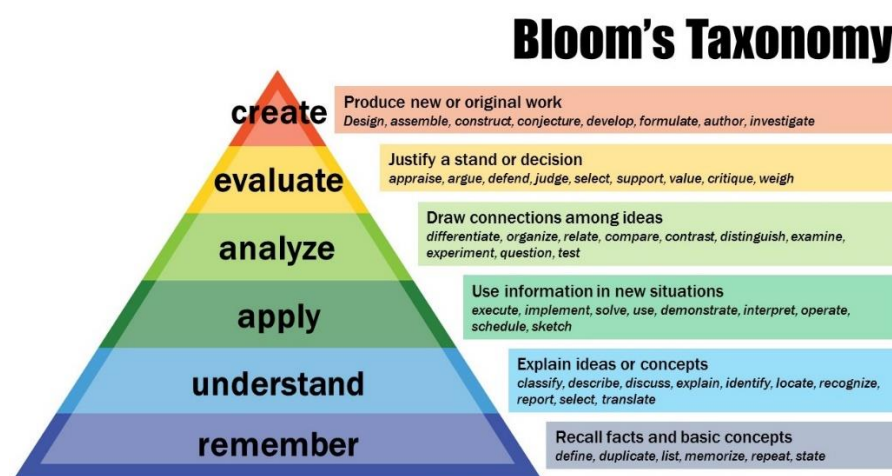 Bloom's Taxonomy
create
Produce new or original work
Design, assemble, construct, conjecture, develop, formulate, author, investigate
evaluate
Justify a stand or decision
appraise, argue, defend, judge, select, support, value, critique, weigh
analyze
Draw connections among ideas
differentiate, organize, relate, compare, contrast, distinguish, examine,
experiment, question, test
apply
Use information in new situations
execute, implement, solve, use, demonstrate, interpret, operate,
schedule, sketch
understand
Explain ideas or concepts
classify, describe, discuss, explain, identify, locate, recognize,
report, select, translate
remember
Recall facts and basic concepts
define, duplicate, list, memorize, repeat, state